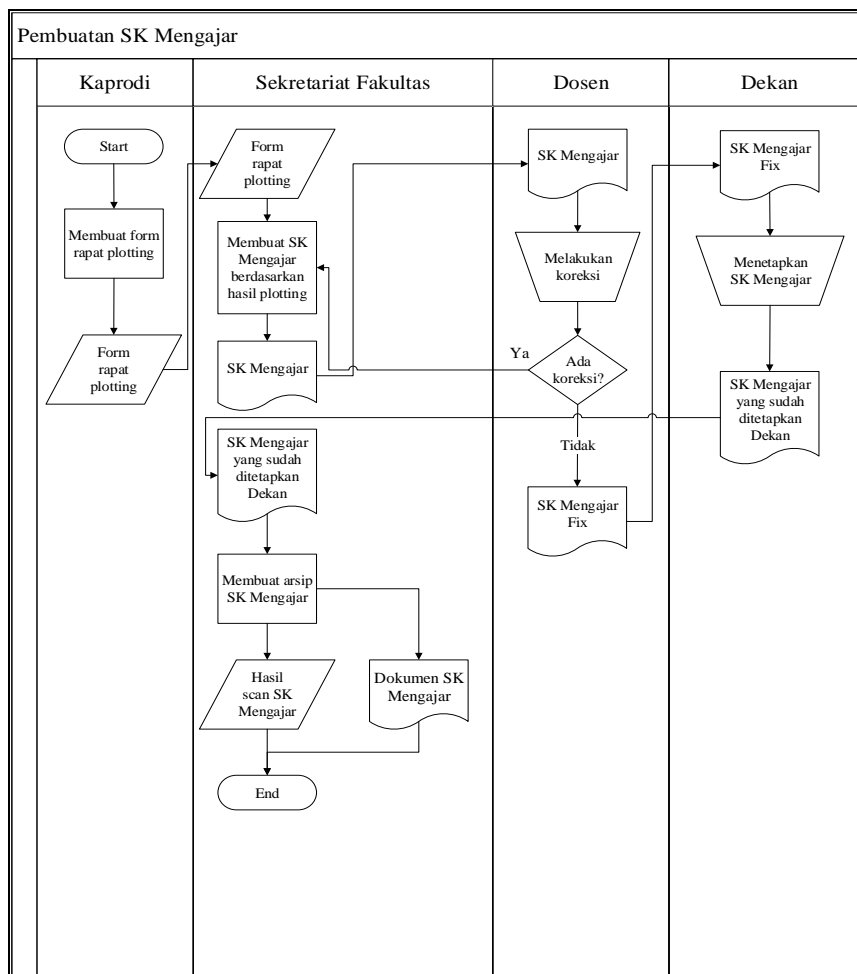 Pembuatan SK Mengajar
Kaprodi
Sekretariat Fakultas
Dosen
Dekan
Start
Membuat form
rapat plotting
Form
rapat
plotting
Form
rapat
plotting
Membuat SK
Mengajar
berdasarkan
hasil plotting
SK Mengajar
SK Mengajar
yang sudah
ditetapkan
Dekan
Membuat arsip
SK Mengajar
Hasil
scan SK
Mengajar
Dokumen SK
Mengajar
End
SK Mengajar
Melakukan
koreksi
Ya
Ada
koreksi?
Tidak
SK Mengajar
Fix
SK Mengajar
Fix
Menetapkan
SK Mengajar
SK Mengajar
yang sudah
ditetapkan
Dekan